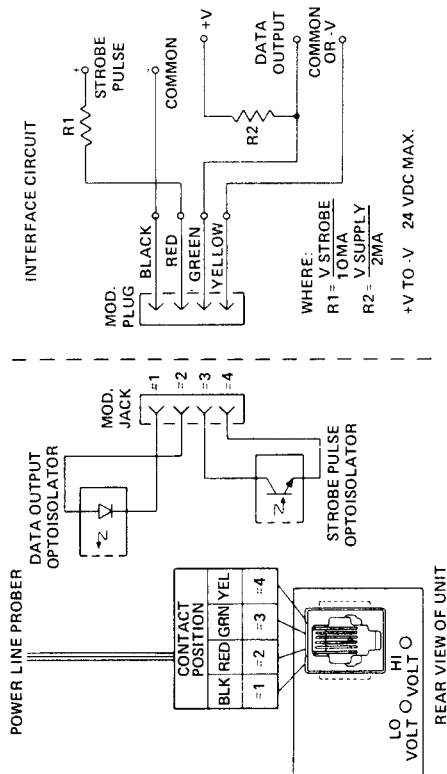 POWER LINE PROBER
CONTACT
POSITION
BLK RED GRN YEL
#1 #2 #3 #4
LO
VOLT
HI
VOLT
REAR VIEW OF UNIT
DATA OUTPUT
OPTOISOLATOR
MOD.
JACK
#1
#2
#3
#4
STROBE PULSE
OPTOISOLATOR
INTERFACE CIRCUIT
MOD.
PLUG
BLACK
RED
GREEN
YELLOW
R1
+
STROBE
PULSE
-
COMMON
+V
R2
DATA
OUTPUT
COMMON
OR -V
WHERE:
R1 = V STROBE
10MA
R2 = V SUPPLY
2MA
+V TO -V 24 VDC MAX.